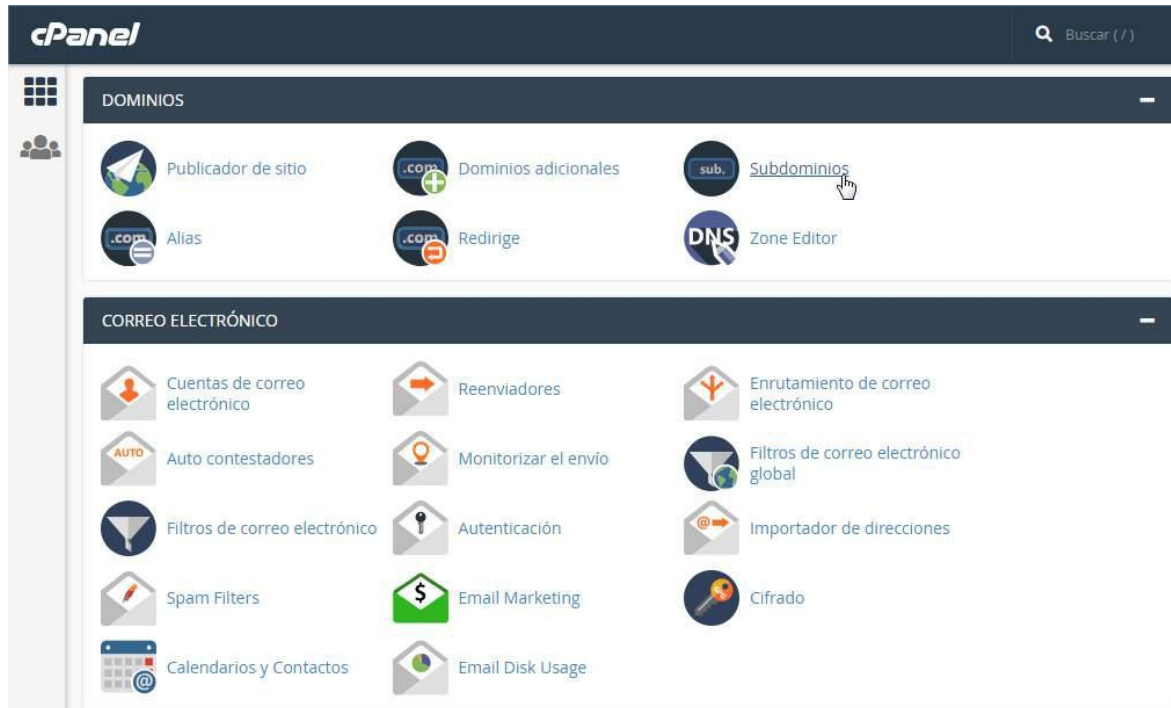 cPanel
Buscar ( / )
DOMINIOS
Publicador de sitio
.com
Dominios adicionales
sub.
Subdominios
.com
Alias
.com
Redirige
DNS
Zone Editor
CORREO ELECTRÓNICO
Cuentas de correo
electrónico
Reenviadores
Enrutamiento de correo
electrónico
AUTO
Auto contestadores
Monitorizar el envío
Filtros de correo electrónico
global
Filtros de correo electrónico
Autenticación
@
Importador de direcciones
Spam Filters
$
Email Marketing
Cifrado
@
Calendarios y Contactos
Email Disk Usage